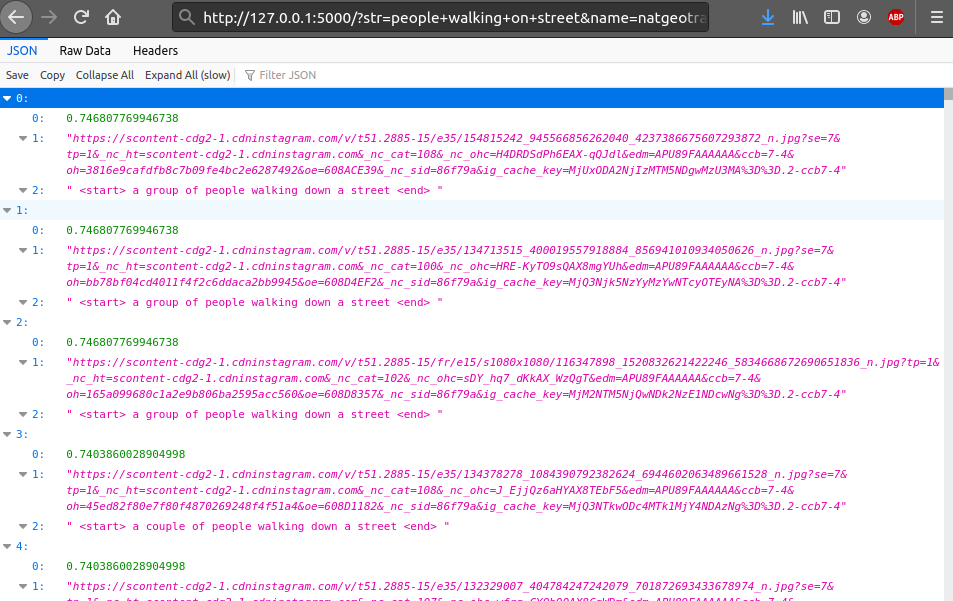 http://127.0.0.1:5000/?str=people+walking+on+street&name=natgeotra
ABP
JSON Raw Data Headers
Save Copy Collapse All Expand All (slow) Filter JSON
0:
0: 0.746807769946738
1: "https://scontent-cdg2-1.cdninstagram.com/v/t51.2885-15/e35/154815242_945566856262040_4237386675607293872_n.jpg?se=7&
tp=1&_nc_ht=scontent-cdg2-1.cdninstagram.com&_nc_cat=108&_nc_ohc=H4DRDSdPh6EAX-qQJdl&edm=APU89FAAAAAA&ccb=7-4&
oh=3816e9cafdfb8c7b09fe4bc2e6287492&oe=608ACE39&_nc_sid=86f79a&ig_cache_key=MjUxODA2NjIzMTM5NDgwMzU3MA%3D%3D.2-ccb7-4"
2: " <start> a group of people walking down a street <end> "
1:
0: 0.746807769946738
1: "https://scontent-cdg2-1.cdninstagram.com/v/t51.2885-15/e35/134713515_400019557918884_856941010934050626_n.jpg?se=7&
tp=1&_nc_ht=scontent-cdg2-1.cdninstagram.com&_nc_cat=100&_nc_ohc=HRE-KyTO9sQAX8mgYUh&edm=APU89FAAAAAA&ccb=7-4&
oh=bb78bf04cd4011f4f2c6ddaca2bb9945&oe=608D4EF2&_nc_sid=86f79a&ig_cache_key=MjQ3Njk5NzYyMzYwNTcyOTEyNA%3D%3D.2-ccb7-4"
2: " <start> a group of people walking down a street <end> "
2:
0: 0.746807769946738
1: "https://scontent-cdg2-1.cdninstagram.com/v/t51.2885-15/fr/e15/s1080x1080/116347898_1520832621422246_5834668672690651836_n.jpg?tp=1&
_nc_ht=scontent-cdg2-1.cdninstagram.com&_nc_cat=102&_nc_ohc=sDY_hq7_dKkAX_WzQgT&edm=APU89FAAAAAA&ccb=7-4&
oh=165a099680c1a2e9b806ba2595acc560&oe=608D8357&_nc_sid=86f79a&ig_cache_key=MjM2NTM5NjQwNDk2NzE1NDcwNg%3D%3D.2-ccb7-4"
2: " <start> a group of people walking down a street <end> "
3:
0: 0.7403860028904998
1: "https://scontent-cdg2-1.cdninstagram.com/v/t51.2885-15/e35/134378278_1084390792382624_6944602063489661528_n.jpg?se=7&
tp=1&_nc_ht=scontent-cdg2-1.cdninstagram.com&_nc_cat=108&_nc_ohc=J_EjjQz6aHYAX8TEbF5&edm=APU89FAAAAAA&ccb=7-4&
oh=45ed82f80e7f80f4870269248f4f51a4&oe=608D1182&_nc_sid=86f79a&ig_cache_key=MjQ3NTkwODc4MTk1MjY4NDAzNg%3D%3D.2-ccb7-4"
2: " <start> a couple of people walking down a street <end> "
4:
0: 0.7403860028904998
1: "https://scontent-cdg2-1.cdninstagram.com/v/t51.2885-15/e35/132329007_404784247242079_701872693433678974_n.jpg?se=7&